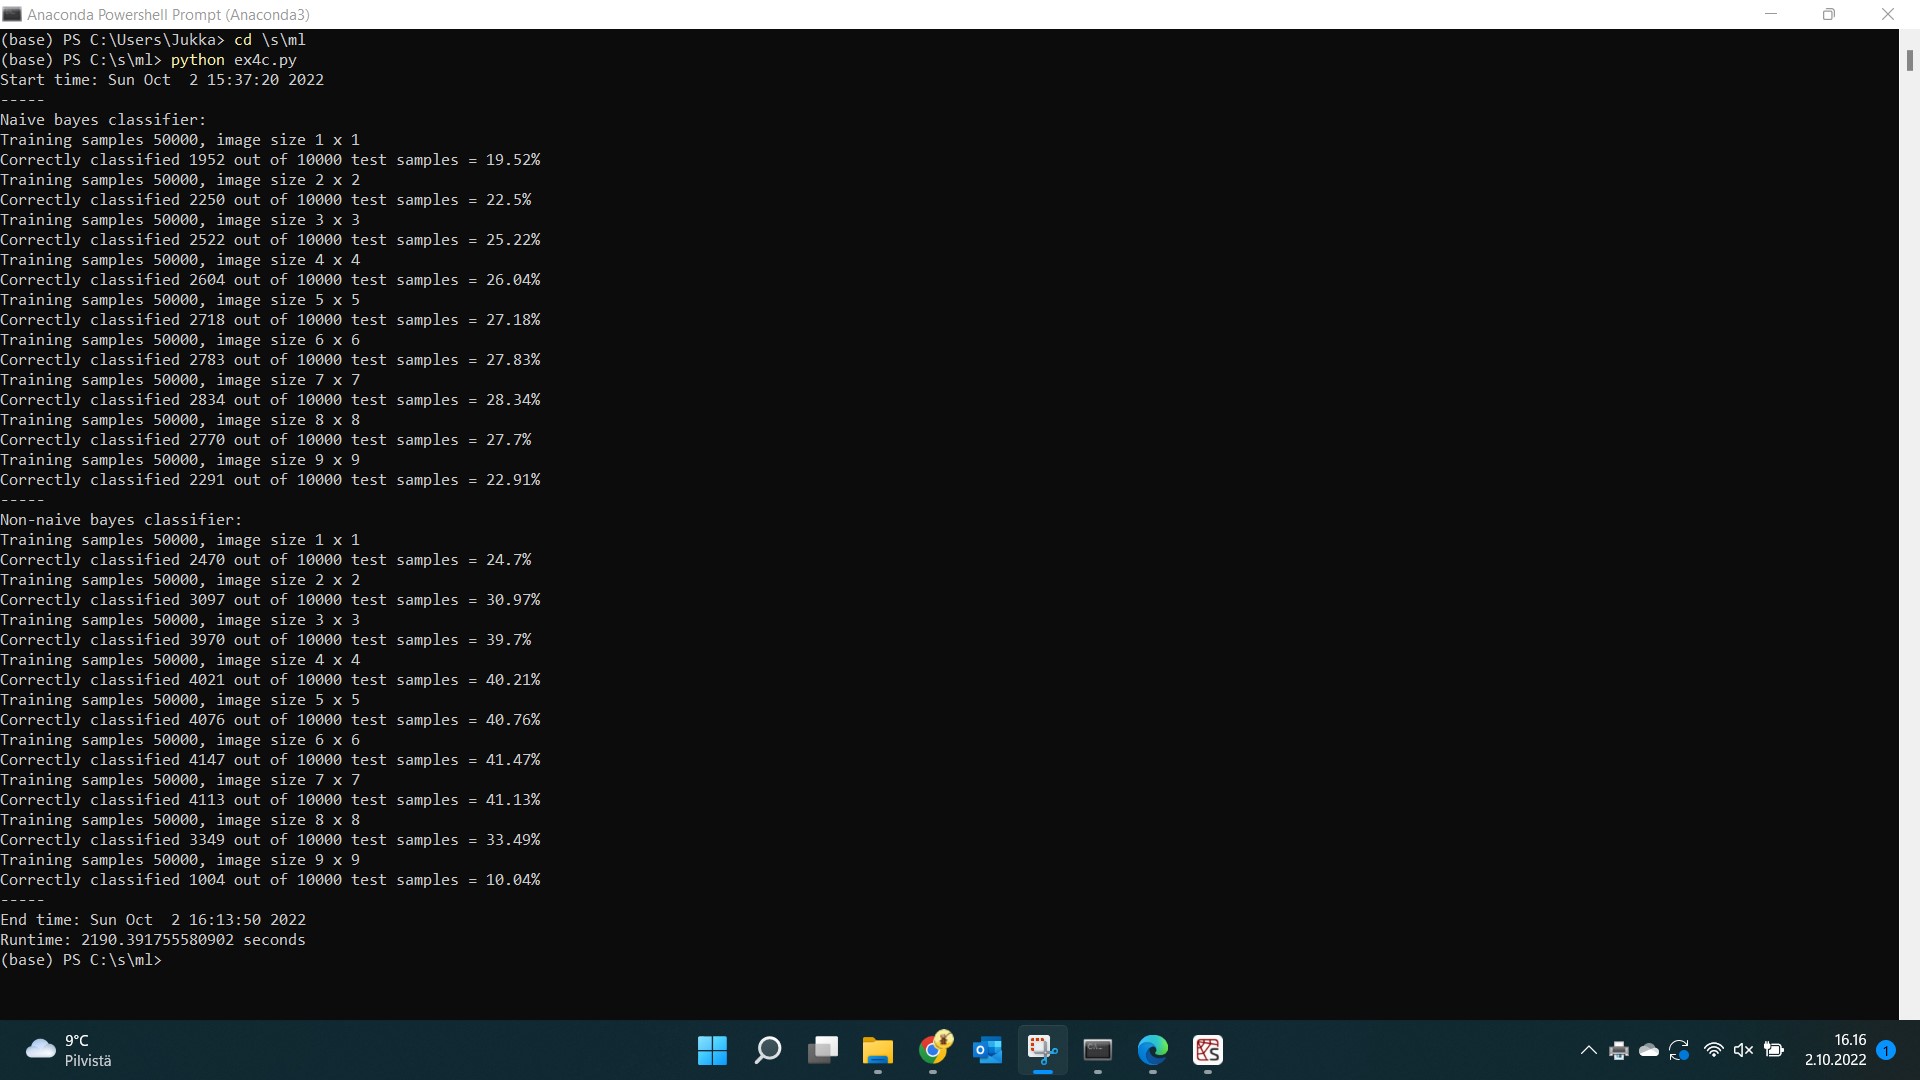 Anaconda Powershell Prompt (Anaconda3)
(base) PS C:\Users\Jukka> cd \s\ml
(base) PS C:\s\ml> python ex4c.py
Start time: Sun Oct  2 15:37:20 2022
-----
Naive bayes classifier:
Training samples 50000, image size 1 x 1
Correctly classified 1952 out of 10000 test samples = 19.52%
Training samples 50000, image size 2 x 2
Correctly classified 2250 out of 10000 test samples = 22.5%
Training samples 50000, image size 3 x 3
Correctly classified 2522 out of 10000 test samples = 25.22%
Training samples 50000, image size 4 x 4
Correctly classified 2604 out of 10000 test samples = 26.04%
Training samples 50000, image size 5 x 5
Correctly classified 2718 out of 10000 test samples = 27.18%
Training samples 50000, image size 6 x 6
Correctly classified 2783 out of 10000 test samples = 27.83%
Training samples 50000, image size 7 x 7
Correctly classified 2834 out of 10000 test samples = 28.34%
Training samples 50000, image size 8 x 8
Correctly classified 2770 out of 10000 test samples = 27.7%
Training samples 50000, image size 9 x 9
Correctly classified 2291 out of 10000 test samples = 22.91%
-----
Non-naive bayes classifier:
Training samples 50000, image size 1 x 1
Correctly classified 2470 out of 10000 test samples = 24.7%
Training samples 50000, image size 2 x 2
Correctly classified 3097 out of 10000 test samples = 30.97%
Training samples 50000, image size 3 x 3
Correctly classified 3970 out of 10000 test samples = 39.7%
Training samples 50000, image size 4 x 4
Correctly classified 4021 out of 10000 test samples = 40.21%
Training samples 50000, image size 5 x 5
Correctly classified 4076 out of 10000 test samples = 40.76%
Training samples 50000, image size 6 x 6
Correctly classified 4147 out of 10000 test samples = 41.47%
Training samples 50000, image size 7 x 7
Correctly classified 4113 out of 10000 test samples = 41.13%
Training samples 50000, image size 8 x 8
Correctly classified 3349 out of 10000 test samples = 33.49%
Training samples 50000, image size 9 x 9
Correctly classified 1004 out of 10000 test samples = 10.04%
-----
End time: Sun Oct  2 16:13:50 2022
Runtime: 2190.391755580902 seconds
(base) PS C:\s\ml>
9°C
Pilvistä
16.16
2.10.2022
1